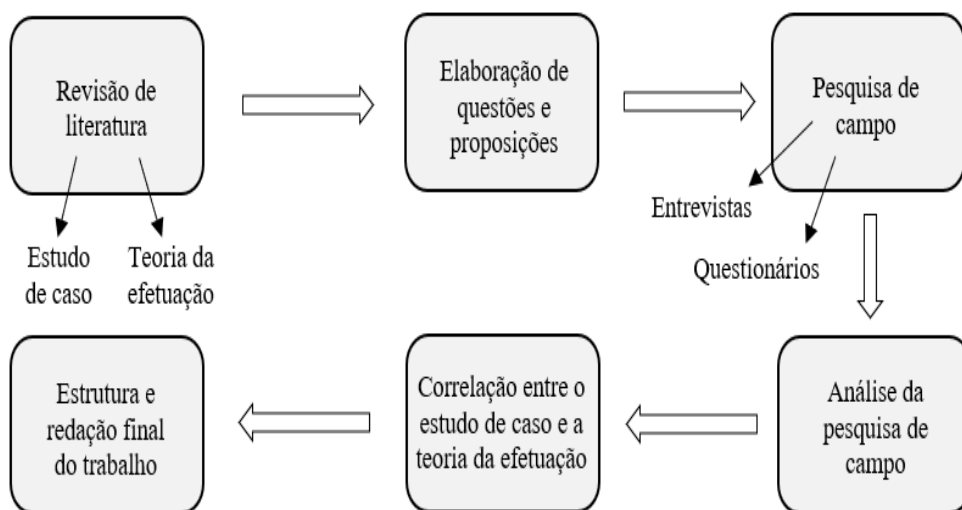 Revisão de
literatura
Estudo
de caso
Teoria da
efetuação
Elaboração de
questões e
proposições
Pesquisa de
campo
Entrevistas
Questionários
Análise da
pesquisa de
campo
Correlação entre o
estudo de caso e a
teoria da efetuação
Estrutura e
redação final
do trabalho